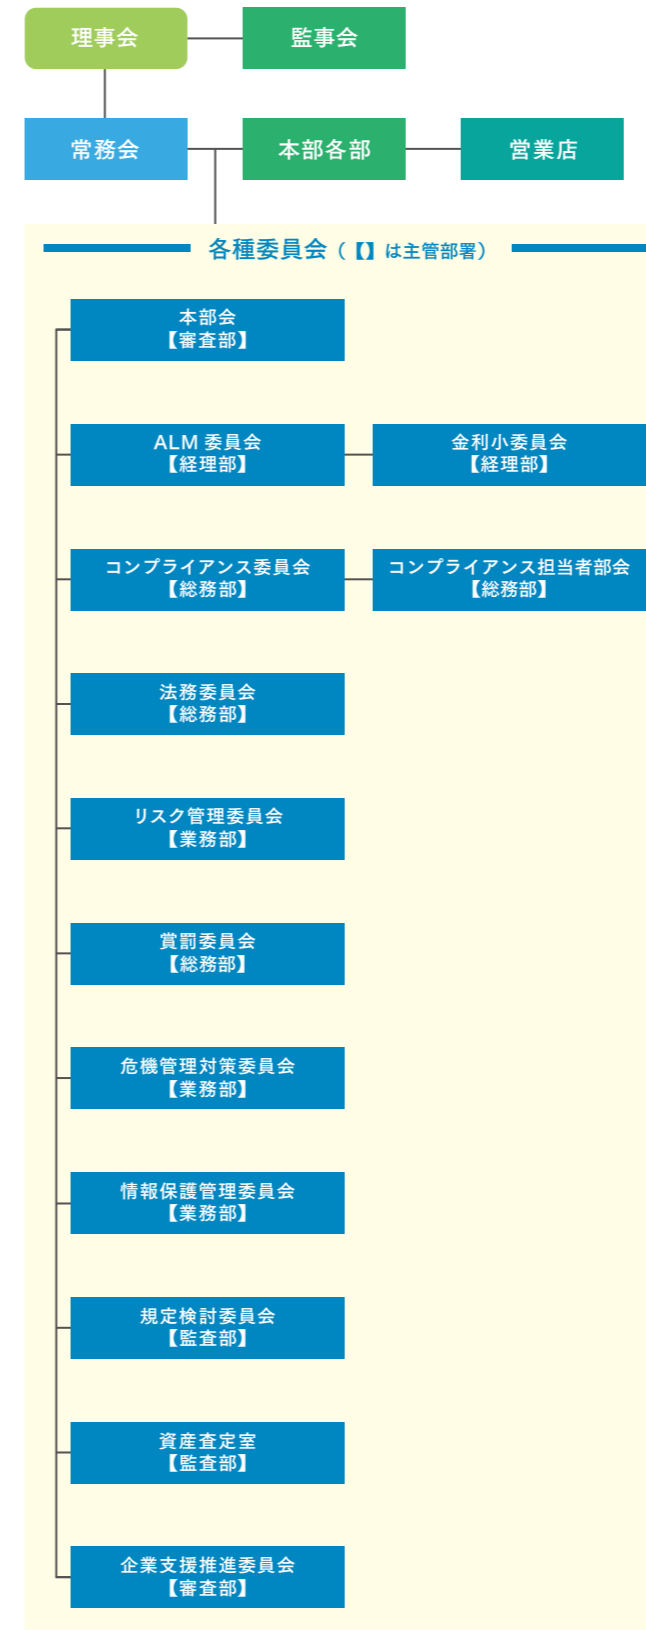 理事会
監事会
常務会
本部各部
営業店
各種委員会（【】は主管部署）
本部会
【審査部】
ALM 委員会
【経理部】
金利小委員会
【経理部】
コンプライアンス委員会
【総務部】
コンプライアンス担当者部会
【総務部】
法務委員会
【総務部】
リスク管理委員会
【業務部】
賞罰委員会
【総務部】
危機管理対策委員会
【業務部】
情報保護管理委員会
【業務部】
規定検討委員会
【監査部】
資産査定室
【監査部】
企業支援推進委員会
【審査部】